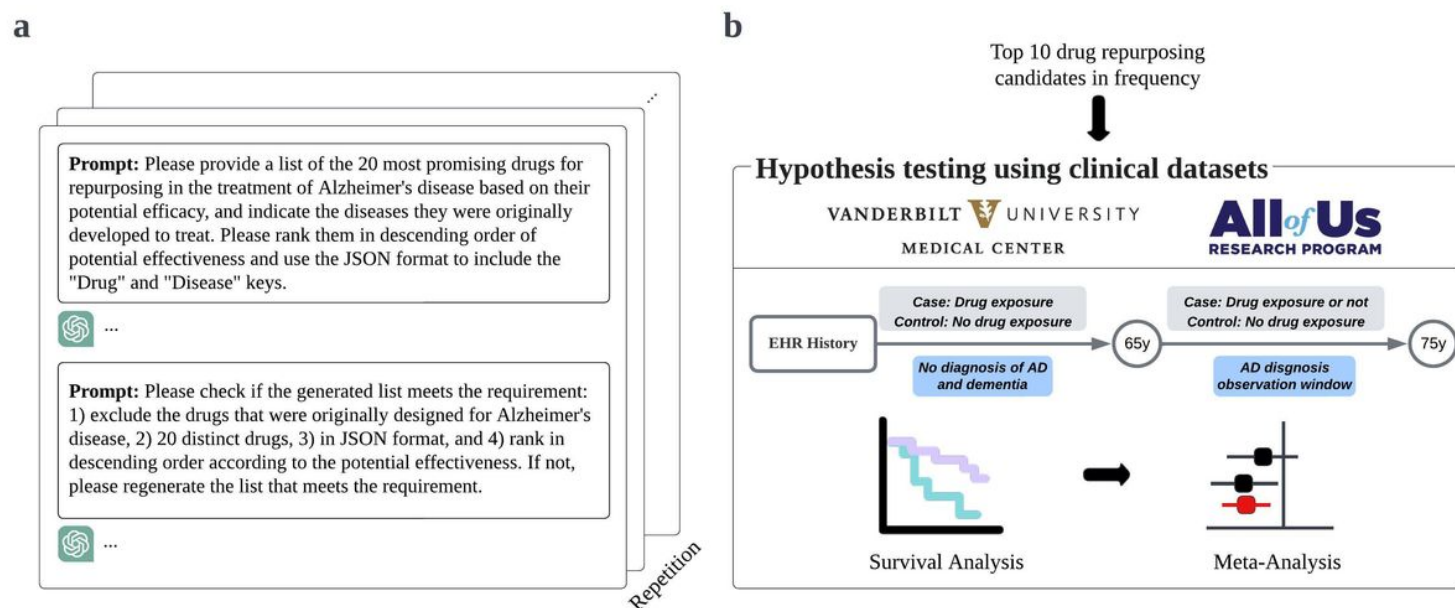 a
Prompt: Please provide a list of the 20 most promising drugs for
repurposing in the treatment of Alzheimer's disease based on their
potential efficacy, and indicate the diseases they were originally
developed to treat. Please rank them in descending order of
potential effectiveness and use the JSON format to include the
"Drug" and "Disease" keys.
...
Prompt: Please check if the generated list meets the requirement:
1) exclude the drugs that were originally designed for Alzheimer's
disease, 2) 20 distinct drugs, 3) in JSON format, and 4) rank in
descending order according to the potential effectiveness. If not,
please regenerate the list that meets the requirement.
...
...
Repetition
b
Top 10 drug repurposing
candidates in frequency
Hypothesis testing using clinical datasets
VANDERBILT V UNIVERSITY
MEDICAL CENTER
All of Us
RESEARCH PROGRAM
EHR History
Case: Drug exposure
Control: No drug exposure
No diagnosis of AD
and dementia
65y
Case: Drug exposure or not
Control: No drug exposure
AD disgnosis
observation window
75y
Survival Analysis
Meta-Analysis